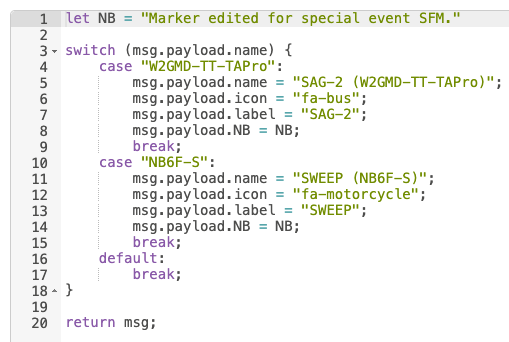 1 let NB = "Marker edited for special event SFM."
2
3 switch (msg.payload.name) {
4     case "W2GMD-TT-TAPro":
5         msg.payload.name = "SAG-2 (W2GMD-TT-TAPro)";
6         msg.payload.icon = "fa-bus";
7         msg.payload.label = "SAG-2";
8         msg.payload.NB = NB;
9         break;
10     case "NB6F-S":
11         msg.payload.name = "SWEEP (NB6F-S)";
12         msg.payload.icon = "fa-motorcycle";
13         msg.payload.label = "SWEEP";
14         msg.payload.NB = NB;
15         break;
16     default:
17         break;
18 }
19
20 return msg;